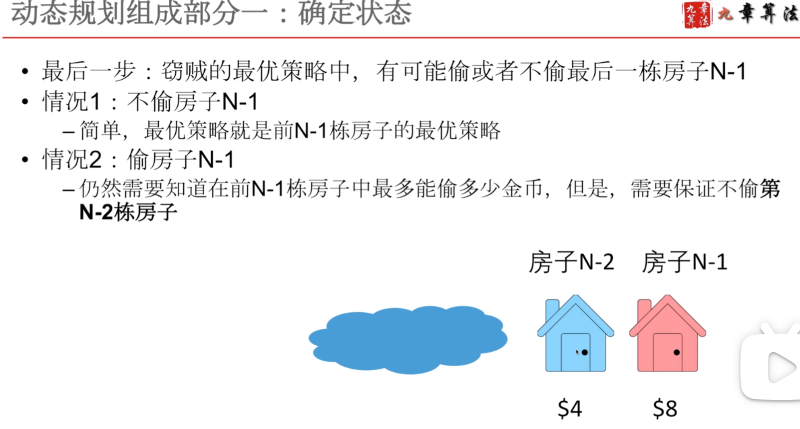 动态规划组成部分一：确定状态
九章算法 九章算法
• 最后一步：窃贼的最优策略中，有可能偷或者不偷最后一栋房子N-1
• 情况1：不偷房子N-1
– 简单，最优策略就是前N-1栋房子的最优策略
• 情况2：偷房子N-1
– 仍然需要知道在前N-1栋房子中最多能偷多少金币，但是，需要保证不偷第
N-2栋房子
房子N-2 房子N-1
$4 $8